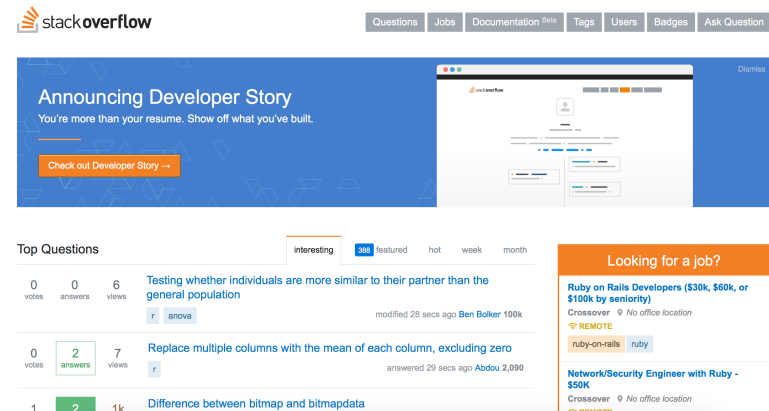 stackoverflow
Questions Jobs Documentation Beta Tags Users Badges Ask Question
Dismiss
Announcing Developer Story
You're more than your resume. Show off what you've built.
Check out Developer Story →
stackoverflow
Top Questions
interesting 388 featured hot week month
0 votes 0 answers 6 views
Testing whether individuals are more similar to their partner than the
general population
r anova
modified 28 secs ago Ben Bolker 100k
0 votes 2 answers 7 views
Replace multiple columns with the mean of each column, excluding zero
r
answered 29 secs ago Abdou 2,090
1 2 1k
Difference between bitmap and bitmapdata
Looking for a job?
Ruby on Rails Developers ($30k, $60k, or
$100k by seniority)
Crossover No office location
REMOTE
ruby-on-rails ruby
Network/Security Engineer with Ruby -
$50K
Crossover No office location
REMOTE